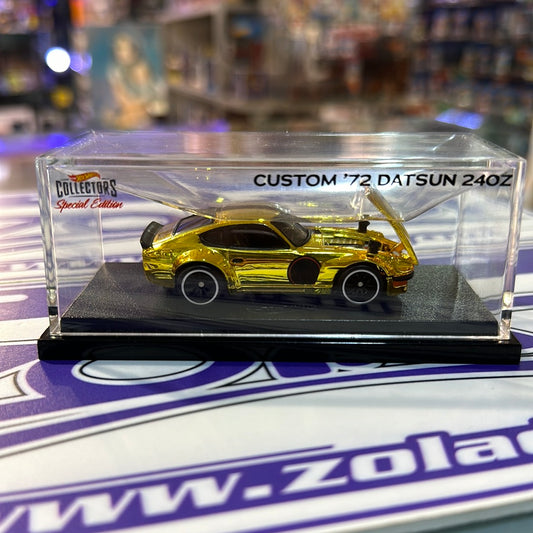 COLLECTORS
Special Edition
CUSTOM '72 DATSUN 240Z
www.zolad